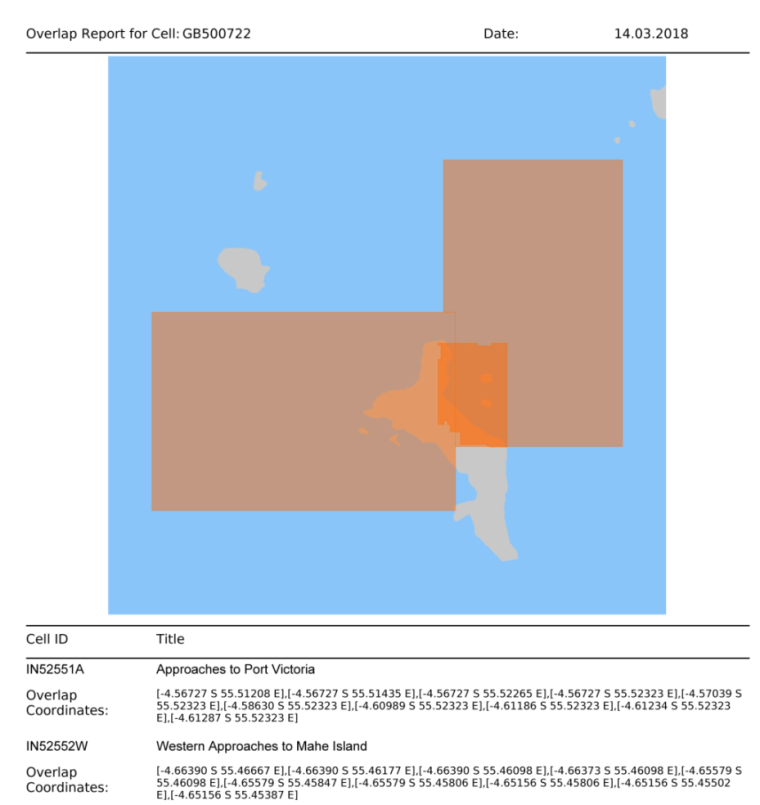 Overlap Report for Cell: GB500722 Date: 14.03.2018
Cell ID Title
IN52551A Approaches to Port Victoria
Overlap Coordinates: [-4.56727 S 55.51208 E],[-4.56727 S 55.51435 E],[-4.56727 S 55.52265 E],[-4.56727 S 55.52323 E],[-4.57039 S
55.52323 E],[-4.58630 S 55.52323 E],[-4.60989 S 55.52323 E],[-4.61186 S 55.52323 E],[-4.61234 S 55.52323
E],[-4.61287 S 55.52323 E]
IN52552W Western Approaches to Mahe Island
Overlap Coordinates: [-4.66390 S 55.46667 E],[-4.66390 S 55.46177 E],[-4.66390 S 55.46098 E],[-4.66373 S 55.46098 E],[-4.65579 S
55.46098 E],[-4.65579 S 55.45847 E],[-4.65579 S 55.45806 E],[-4.65156 S 55.45806 E],[-4.65156 S 55.45502
E],[-4.65156 S 55.45387 E]